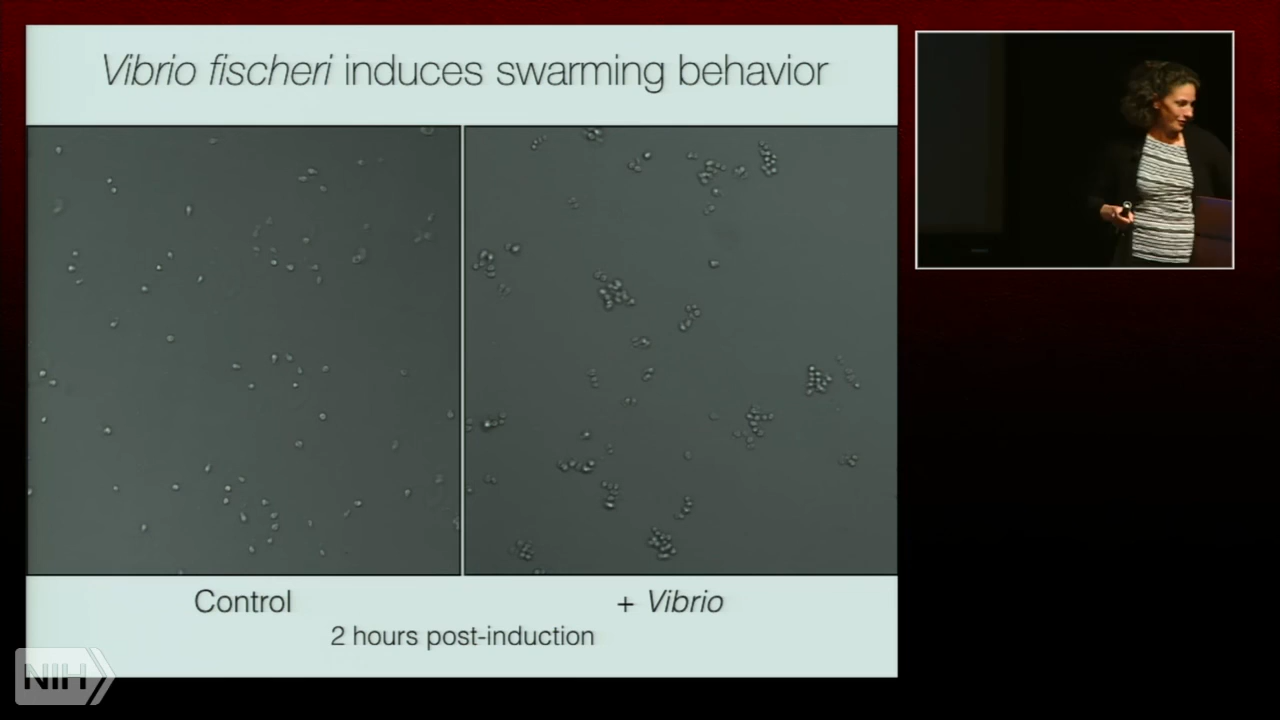 Vibrio fischeri induces swarming behavior
Control
+ Vibrio
2 hours post-induction
NIH